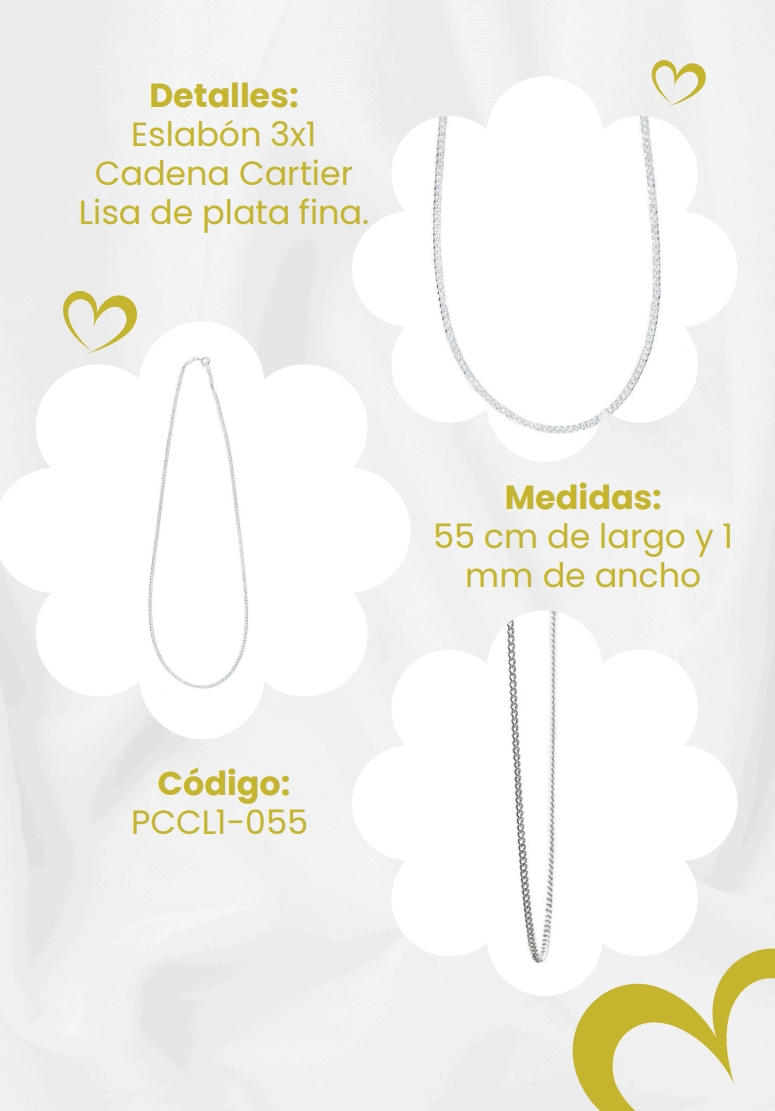 Detalles:
Eslabón 3x1
Cadena Cartier
Lisa de plata fina.
Medidas:
55 cm de largo y 1
mm de ancho
Código:
PCCL1-055